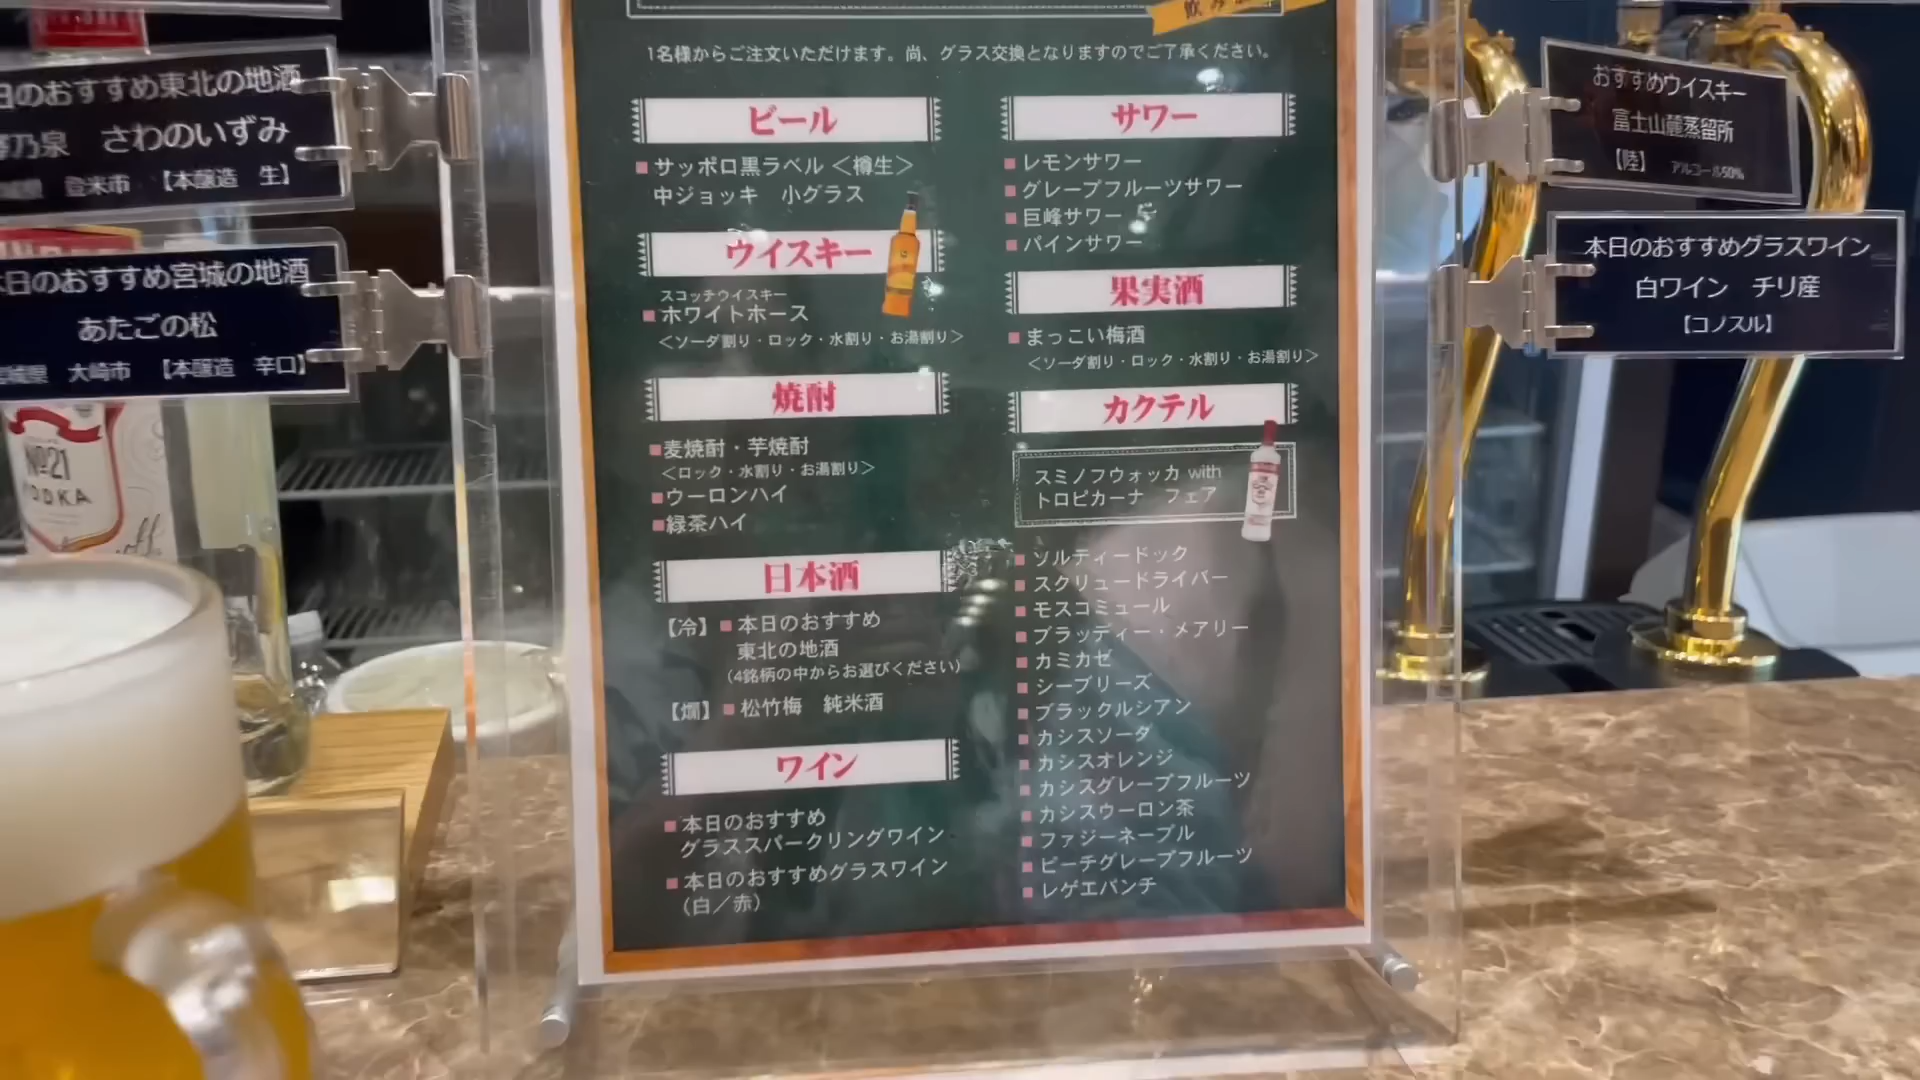 1名様からご注文いただけます。尚、グラス交換となりますのでご了承ください。
ビール
■サッポロ黒ラベル ＜樽生＞
中ジョッキ 小グラス
ウイスキー
スコッチウイスキー
■ホワイトホース
＜ソーダ割り・ロック・水割り・お湯割り＞
焼酎
■麦焼酎・芋焼酎
＜ロック・水割り・お湯割り＞
■ウーロンハイ
■緑茶ハイ
日本酒
【冷】■本日のおすすめ
東北の地酒
（4銘柄の中からお選びください）
【燗】■松竹梅 純米酒
ワイン
■本日のおすすめ
グラススパークリングワイン
■本日のおすすめグラスワイン
（白／赤）
サワー
■レモンサワー
■グレープフルーツサワー
■巨峰サワー
■パインサワー
果実酒
■まっこい梅酒
＜ソーダ割り・ロック・水割り・お湯割り＞
カクテル
スミノフウォッカ with
トロピカーナ フェア
■ソルティードック
■スクリュードライバー
■モスコミュール
■ブラッディー・メアリー
■カミカゼ
■シーブリーズ
■ブラックルシアン
■カシスソーダ
■カシスオレンジ
■カシスグレープフルーツ
■カシスウーロン茶
■ファジーネーブル
■ピーチグレープフルーツ
■レゲエパンチ
日のおすすめ東北の地酒
乃泉 さわのいずみ
城県 登米市 【本醸造 生】
本日のおすすめ宮城の地酒
あたごの松
宮城県 大崎市 【本醸造 辛口】
No21
VODKA
おすすめウイスキー
富士山麓蒸留所
【陸】 アルコール50%
本日のおすすめグラスワイン
白ワイン チリ産
【コノスル】